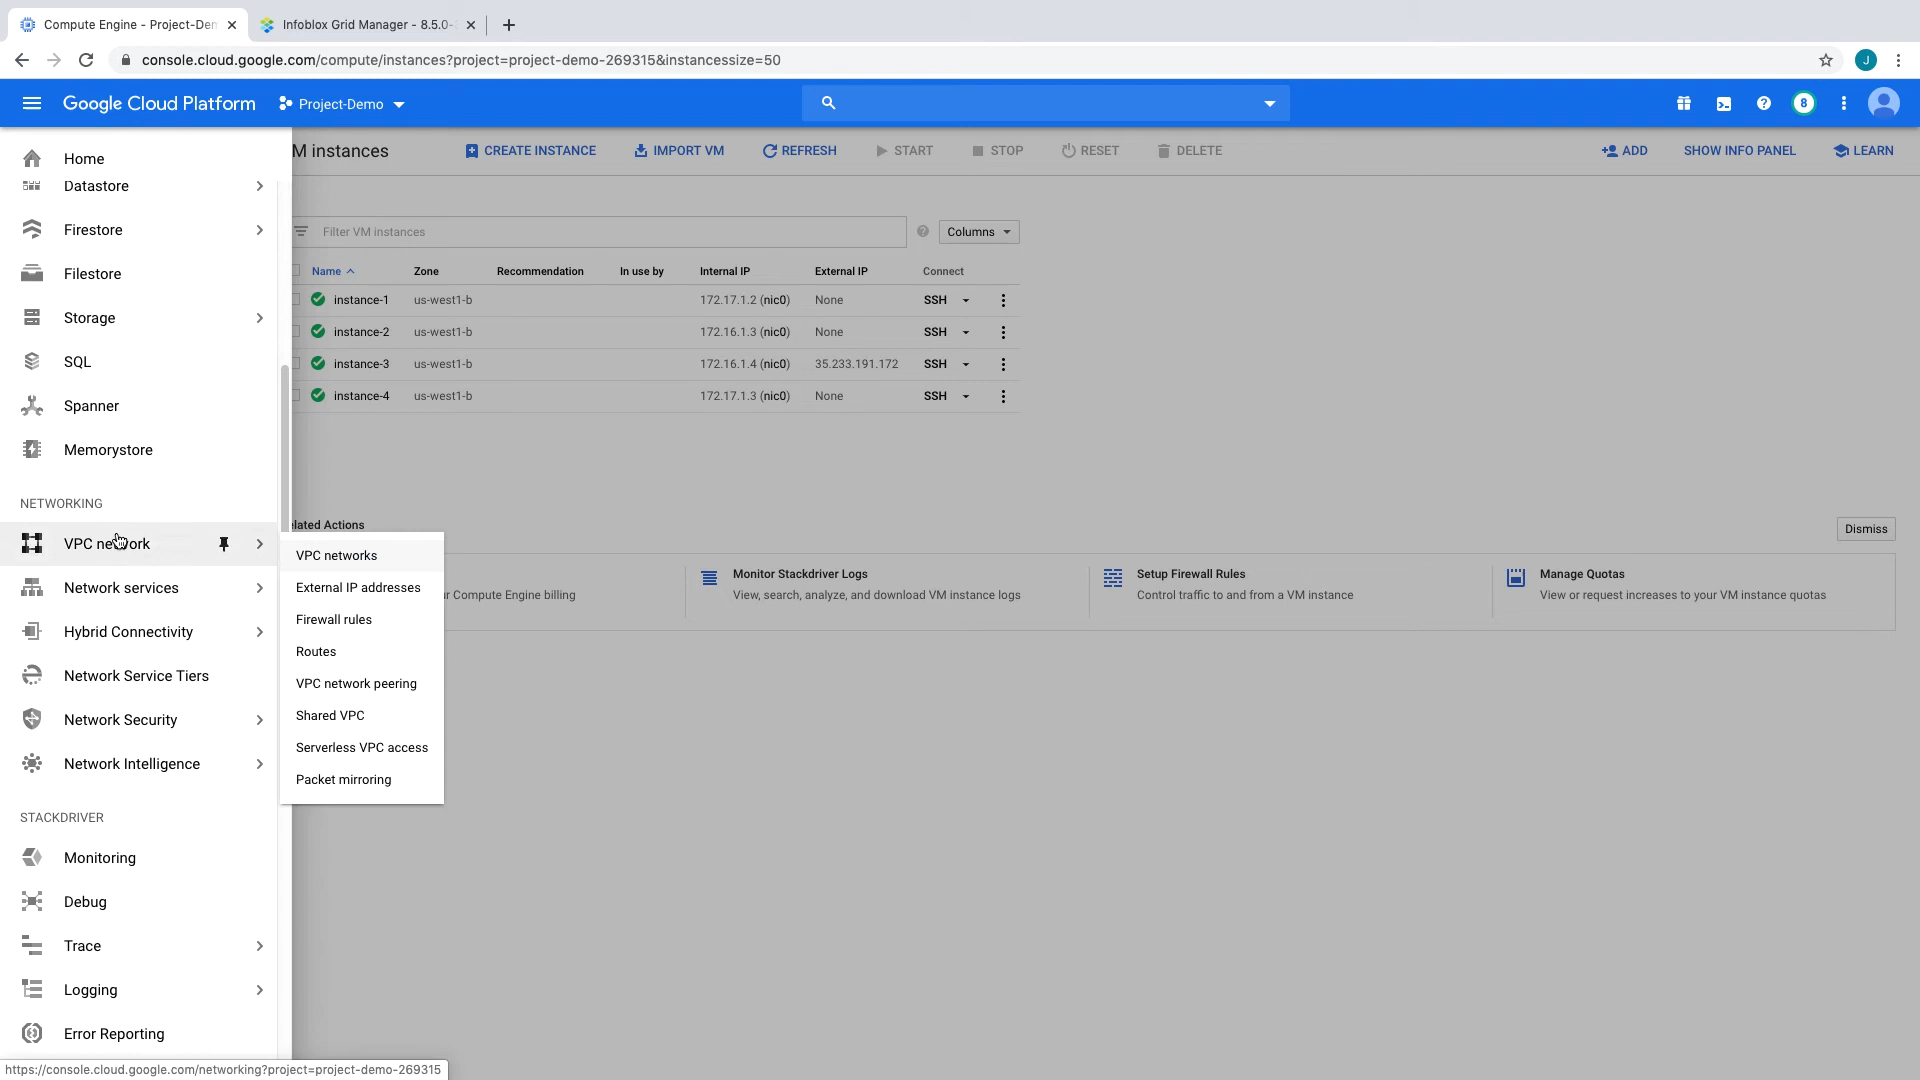 Compute Engine - Project-Dem
Infoblox Grid Manager - 8.5.0-
console.cloud.google.com/compute/instances?project=project-demo-269315&instancessize=50
J
Google Cloud Platform
Project-Demo
8
Home
Datastore
Firestore
Filestore
Storage
SQL
Spanner
Memorystore
NETWORKING
VPC network
Network services
Hybrid Connectivity
Network Service Tiers
Network Security
Network Intelligence
STACKDRIVER
Monitoring
Debug
Trace
Logging
Error Reporting
VPC networks
External IP addresses
Firewall rules
Routes
VPC network peering
Shared VPC
Serverless VPC access
Packet mirroring
M instances
CREATE INSTANCE
IMPORT VM
REFRESH
START
STOP
RESET
DELETE
ADD
SHOW INFO PANEL
LEARN
Filter VM instances
Columns
Name Zone Recommendation In use by Internal IP External IP Connect
instance-1 us-west1-b 172.17.1.2 (nic0) None SSH
instance-2 us-west1-b 172.16.1.3 (nic0) None SSH
instance-3 us-west1-b 172.16.1.4 (nic0) 35.233.191.172 SSH
instance-4 us-west1-b 172.17.1.3 (nic0) None SSH
elated Actions
Dismiss
r Compute Engine billing
Monitor Stackdriver Logs
View, search, analyze, and download VM instance logs
Setup Firewall Rules
Control traffic to and from a VM instance
Manage Quotas
View or request increases to your VM instance quotas
https://console.cloud.google.com/networking?project=project-demo-269315